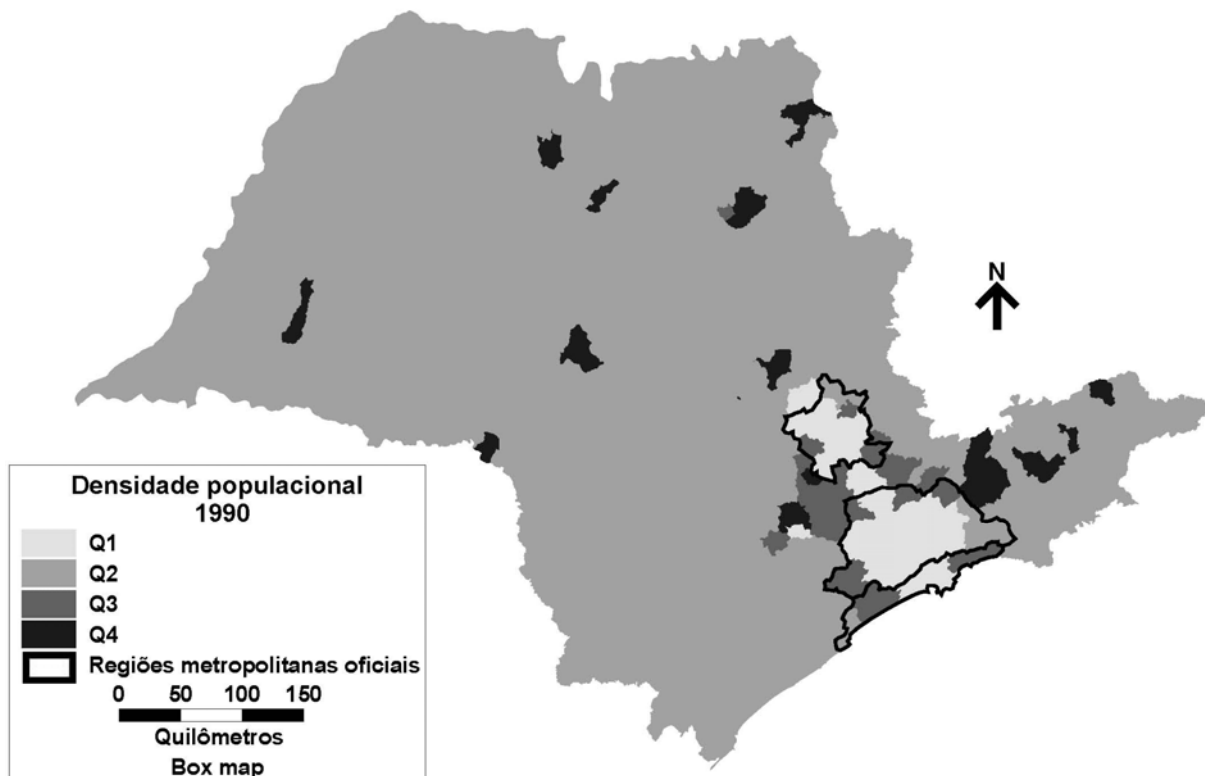 N
Densidade populacional
1990
Q1
Q2
Q3
Q4
Regiões metropolitanas oficiais
0 50 100 150
Quilômetros
Box map